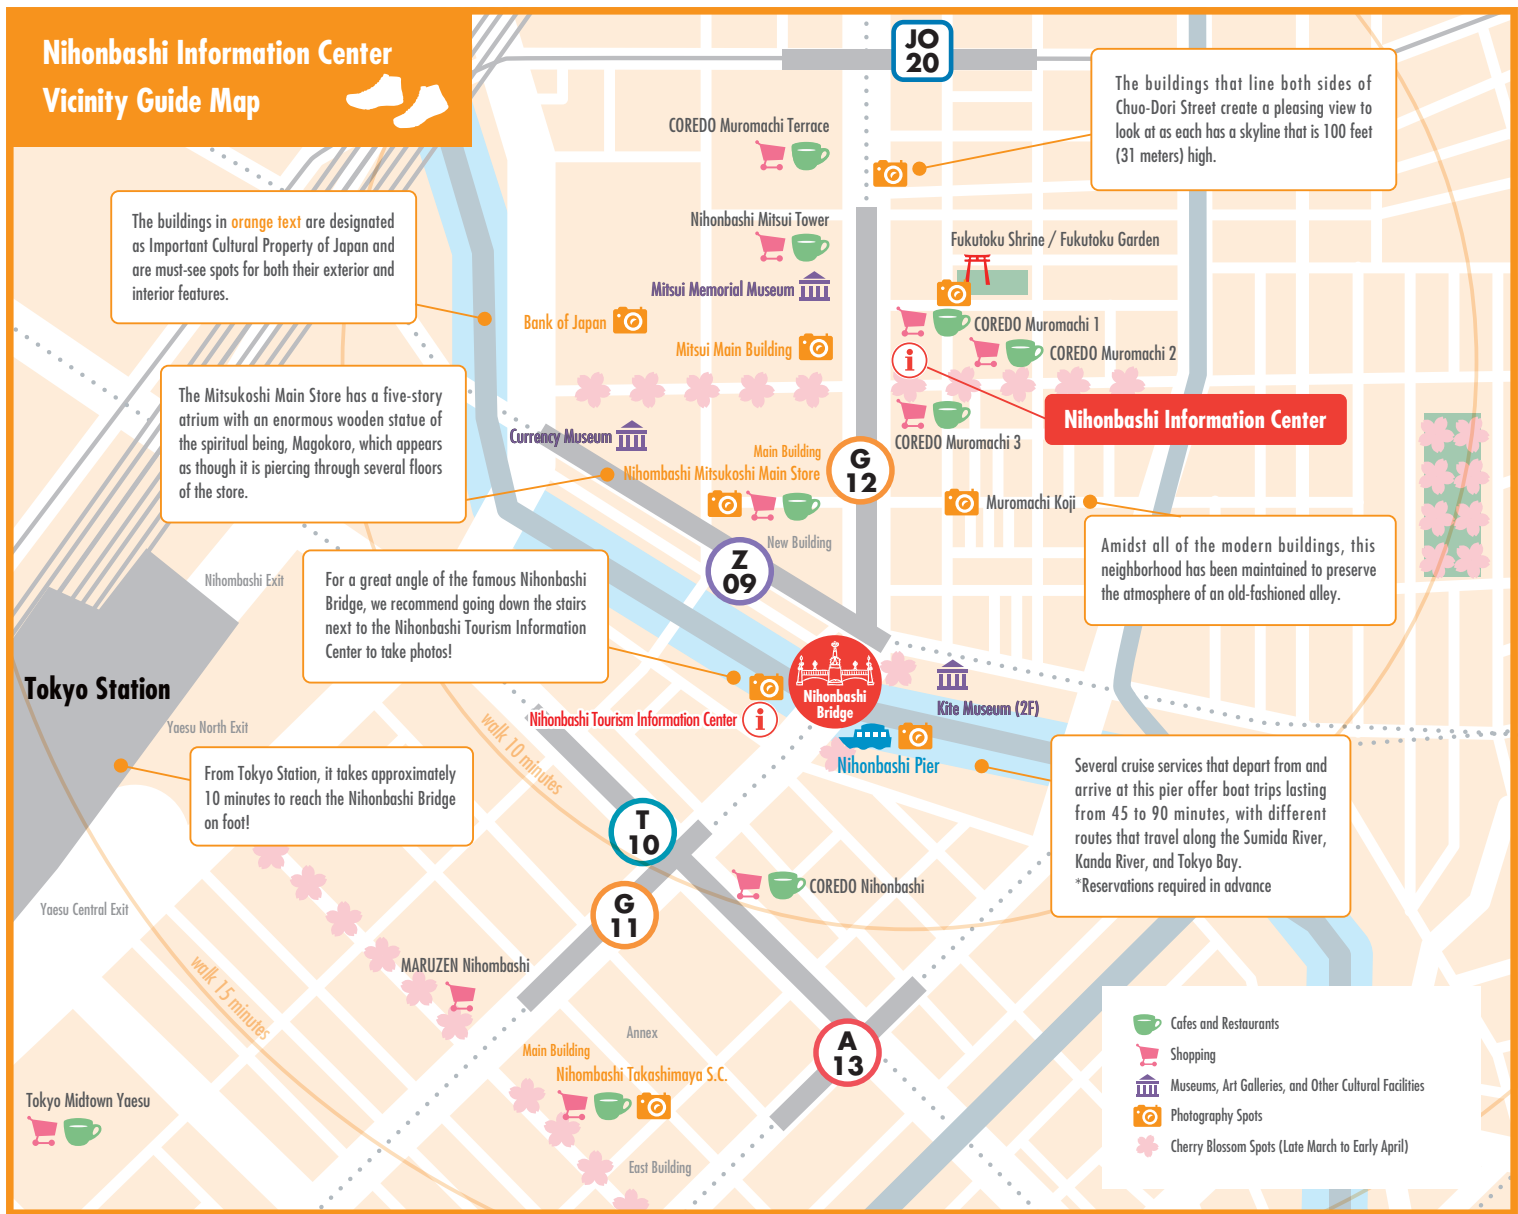 Nihonbashi Information Center
Vicinity Guide Map
JO
20
The buildings that line both sides of
Chuo-Dori Street create a pleasing view to
look at as each has a skyline that is 100 feet
(31 meters) high.
COREDO Muromachi Terrace
The buildings in orange text are designated
as Important Cultural Property of Japan and
are must-see spots for both their exterior and
interior features.
Nihonbashi Mitsui Tower
Fukutoku Shrine / Fukutoku Garden
Mitsui Memorial Museum
Bank of Japan
COREDO Muromachi 1
Mitsui Main Building
COREDO Muromachi 2
The Mitsukoshi Main Store has a five-story
atrium with an enormous wooden statue of
the spiritual being, Magokoro, which appears
as though it is piercing through several floors
of the store.
Nihonbashi Information Center
Currency Museum
COREDO Muromachi 3
Main Building
Nihombashi Mitsukoshi Main Store
G
12
Muromachi Koji
New Building
Amidst all of the modern buildings, this
neighborhood has been maintained to preserve
the atmosphere of an old-fashioned alley.
Z
09
Nihombashi Exit
For a great angle of the famous Nihonbashi
Bridge, we recommend going down the stairs
next to the Nihonbashi Tourism Information
Center to take photos!
Tokyo Station
Nihonbashi
Bridge
Kite Museum (2F)
Nihonbashi Tourism Information Center
Yaesu North Exit
walk 10 minutes
Nihonbashi Pier
From Tokyo Station, it takes approximately
10 minutes to reach the Nihonbashi Bridge
on foot!
Several cruise services that depart from and
arrive at this pier offer boat trips lasting
from 45 to 90 minutes, with different
routes that travel along the Sumida River,
Kanda River, and Tokyo Bay.
*Reservations required in advance
T
10
COREDO Nihonbashi
G
11
Yaesu Central Exit
MARUZEN Nihombashi
walk 15 minutes
Annex
A
13
Main Building
Nihombashi Takashimaya S.C.
Tokyo Midtown Yaesu
East Building
Cafes and Restaurants
Shopping
Museums, Art Galleries, and Other Cultural Facilities
Photography Spots
Cherry Blossom Spots (Late March to Early April)